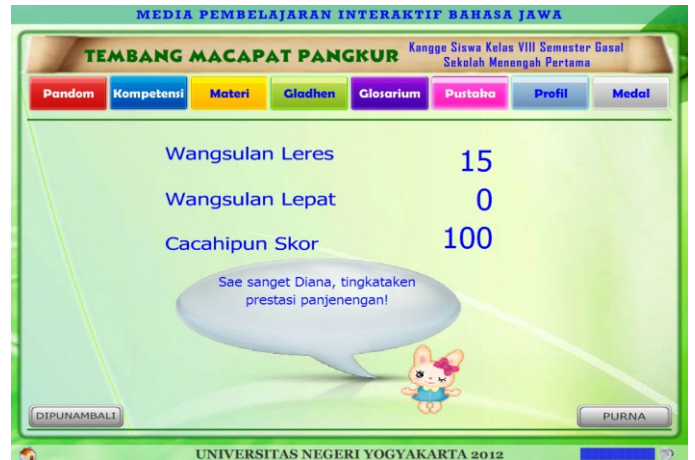 MEDIA PEMBELAJARAN INTERAKTIF BAHASA JAWA
TEMBANG MACAPAT PANGKUR
Kangge Siswa Kelas VIII Semester Gasal
Sekolah Menengah Pertama
Pandom Kompetensi Materi Gladhen Glosarium Pustaka Profil Medal
Wangsulan Leres 15
Wangsulan Lepat 0
Cacahipun Skor 100
Sae sanget Diana, tingkataken
prestasi panjenengan!
DIPUNAMBALI PURNA
UNIVERSITAS NEGERI YOGYAKARTA 2012